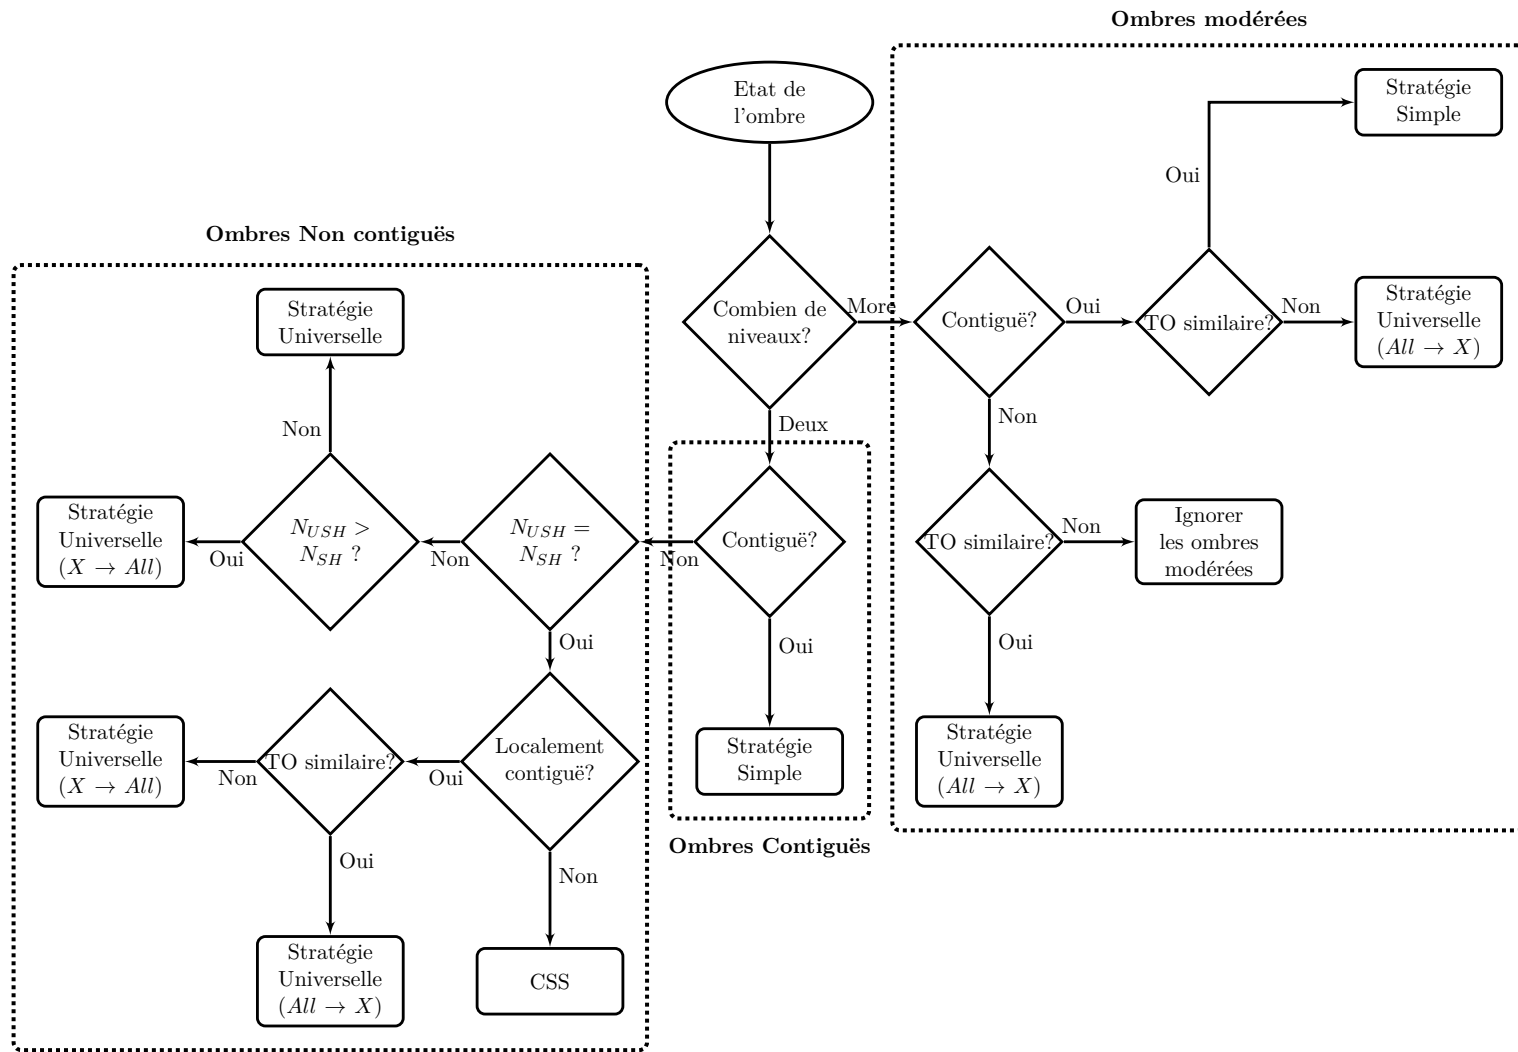 Ombres modérées
Etat de
l'ombre
Stratégie
Simple
Oui
Ombres Non contiguës
Combien de
niveaux?
More
Contiguë?
Oui
TO similaire?
Non
Stratégie
Universelle
(All → X)
Stratégie
Universelle
Non
Deux
Non
Stratégie
Universelle
(X → All)
Oui
N_USH >
N_SH ?
Non
N_USH =
N_SH ?
Non
Contiguë?
TO similaire?
Non
Ignorer
les ombres
modérées
Oui
Oui
Oui
Stratégie
Universelle
(X → All)
Non
TO similaire?
Oui
Localement
contiguë?
Stratégie
Simple
Stratégie
Universelle
(All → X)
Ombres Contiguës
Oui
Non
Stratégie
Universelle
(All → X)
CSS